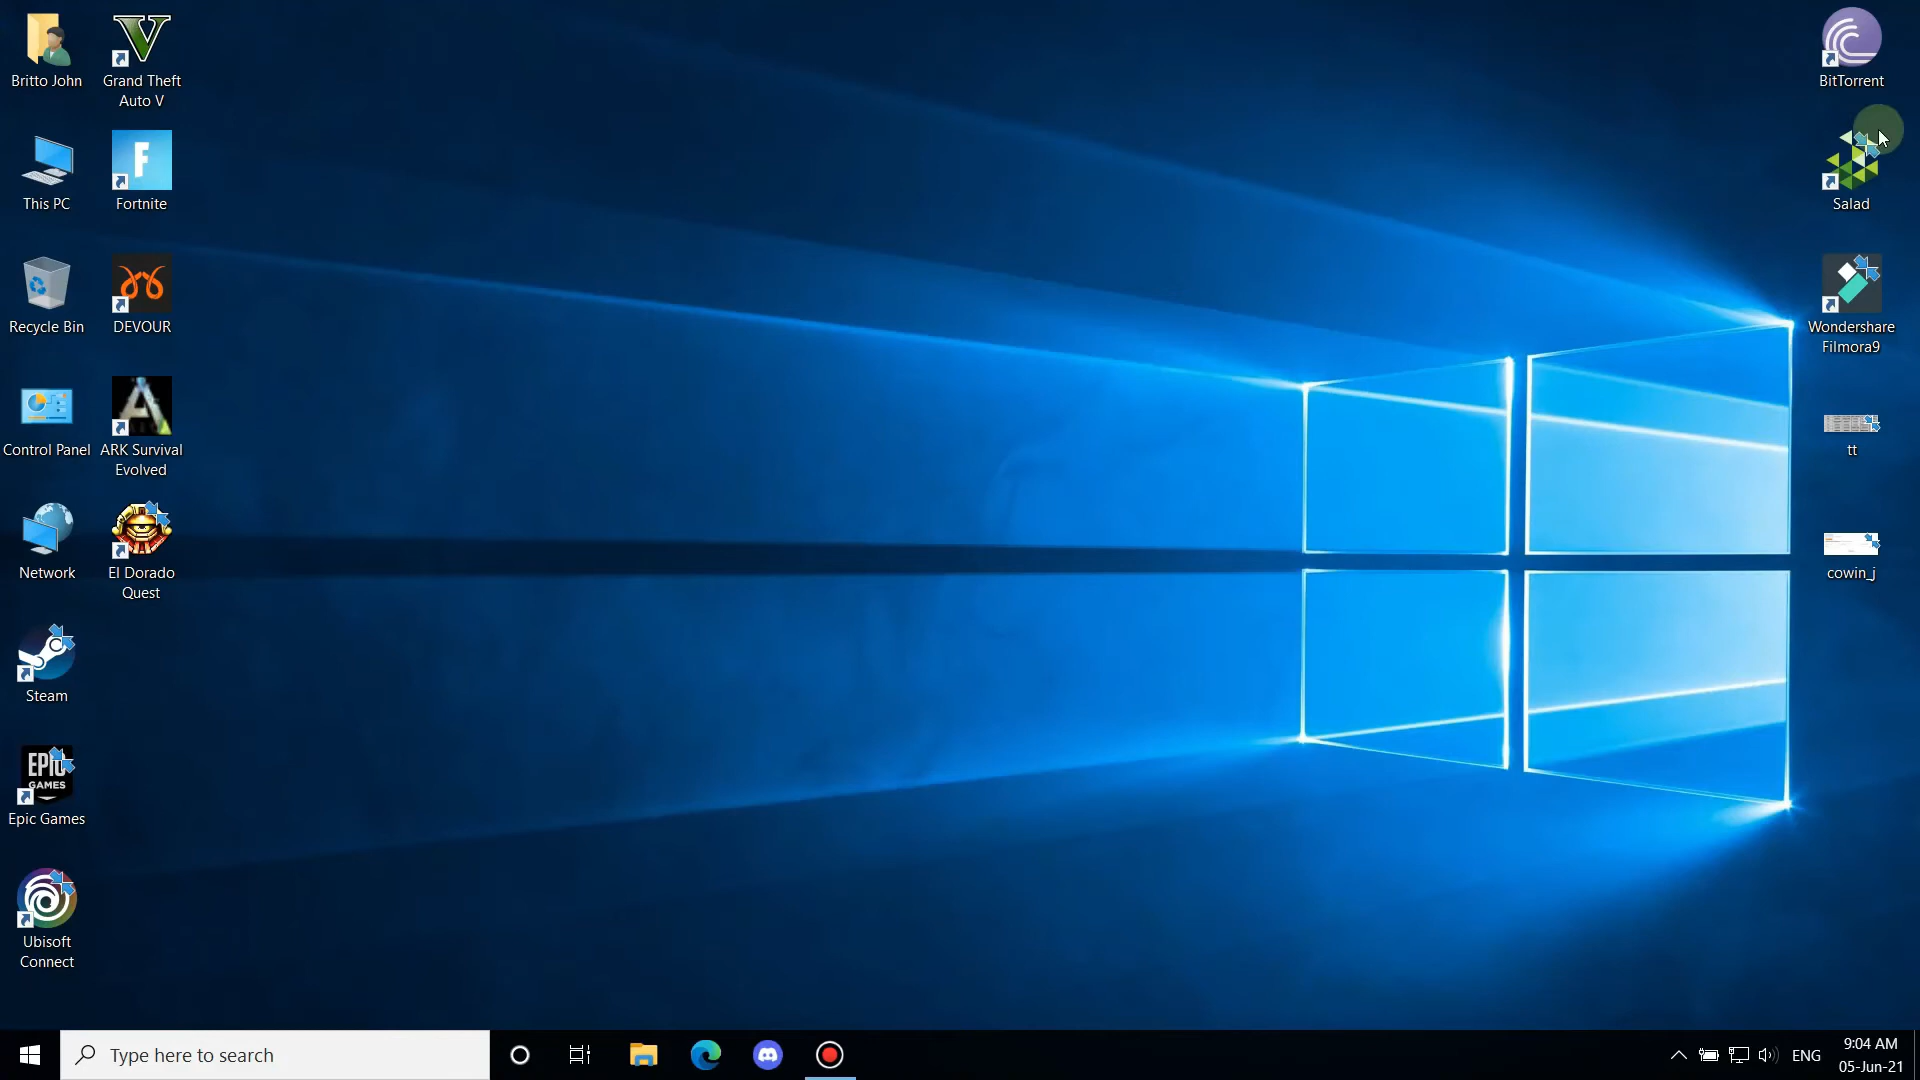 Britto John
Grand Theft
Auto V
BitTorrent
This PC
Fortnite
Salad
Recycle Bin
DEVOUR
Wondershare
Filmora9
Control Panel
ARK Survival
Evolved
tt
Network
El Dorado
Quest
cowin_j
Steam
EPIC
GAMES
Epic Games
Ubisoft
Connect
Type here to search
ENG
9:04 AM
05-Jun-21